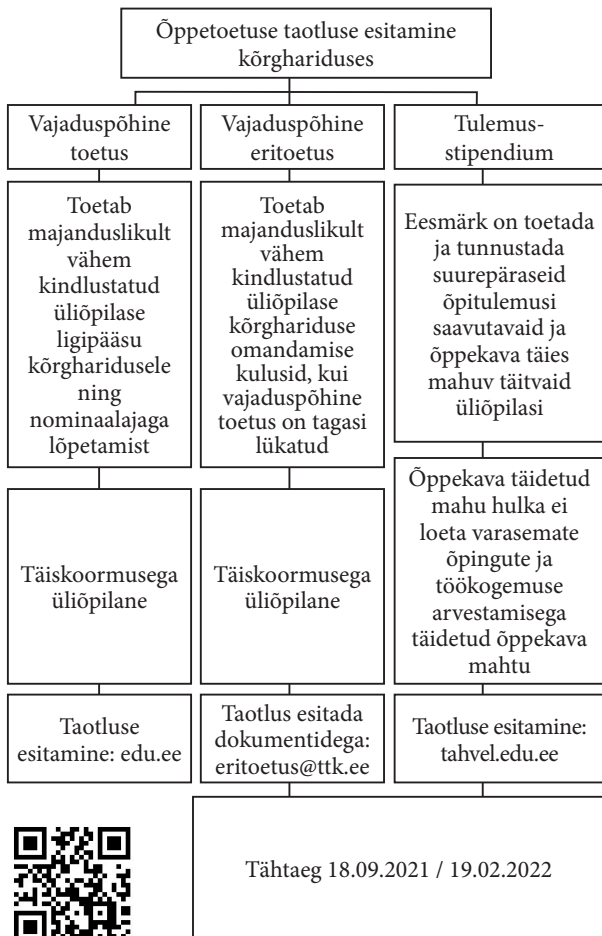 Õppetoetuse taotluse esitamine
kõrghariduses
Vajaduspõhine
toetus
Toetab
majanduslikult
vähem
kindlustatud
üliõpilase
ligipääsu
kõrgharidusele
ning
nominaalajaga
lõpetamist
Täiskoormusega
üliõpilane
Taotluse
esitamine: edu.ee
Vajaduspõhine
eritoetus
Toetab
majanduslikult
vähem
kindlustatud
üliõpilase
kõrghariduse
omandamise
kulusid, kui
vajaduspõhine
toetus on tagasi
lükatud
Täiskoormusega
üliõpilane
Taotlus esitada
dokumentidega:
eritoetus@ttk.ee
Tulemus-
stipendium
Eesmärk on toetada
ja tunnustada
suurepäraseid
õpitulemusi
saavutavaid ja
õppekava täies
mahuv täitvaid
üliõpilasi
Õppekava täidetud
mahu hulka ei
loeta varasemate
õpingute ja
töökogemuse
arvestamisega
täidetud õppekava
mahtu
Taotluse esitamine:
tahvel.edu.ee
Tähtaeg 18.09.2021 / 19.02.2022